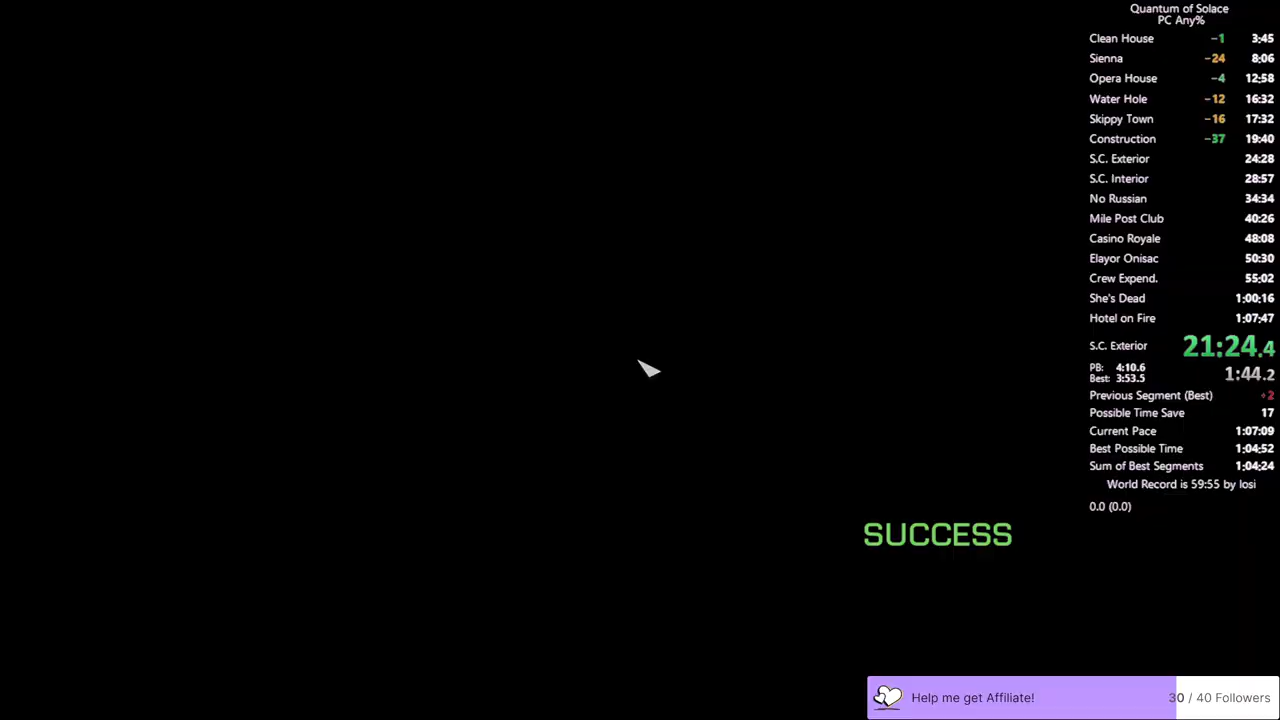 Quantum of Solace
PC Any%
Clean House -1 3:45
Sienna -24 8:06
Opera House -4 12:58
Water Hole -12 16:32
Skippy Town -16 17:32
Construction -37 19:40
S.C. Exterior 24:28
S.C. Interior 28:57
No Russian 34:34
Mile Post Club 40:26
Casino Royale 48:08
Elayor Onisac 50:30
Crew Expend. 55:02
She's Dead 1:00:16
Hotel on Fire 1:07:47
S.C. Exterior 21:24.4
PB: 4:10.6
Best: 3:53.5 1:44.2
Previous Segment (Best) +2
Possible Time Save 17
Current Pace 1:07:09
Best Possible Time 1:04:52
Sum of Best Segments 1:04:24
World Record is 59:55 by losi
0.0 (0.0)
SUCCESS
Help me get Affiliate! 30 / 40 Followers